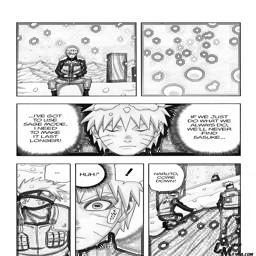 ...I'VE GOT
TO USE
SAGE MODE.
I NEED
TO MAKE
IT LAST
LONGER!
IF WE JUST
DO WHAT WE
ALWAYS DO,
WE'LL NEVER
FIND
SASUKE...
...
HUH?
!
NARUTO,
COME
DOWN!